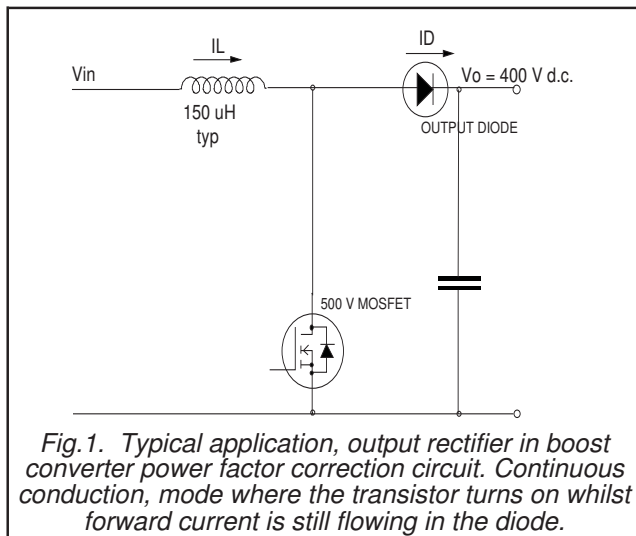 IL
ID
Vin
Vo = 400 V d.c.
150 uH
typ
OUTPUT DIODE
500 V MOSFET
Fig.1. Typical application, output rectifier in boost
converter power factor correction circuit. Continuous
conduction, mode where the transistor turns on whilst
forward current is still flowing in the diode.